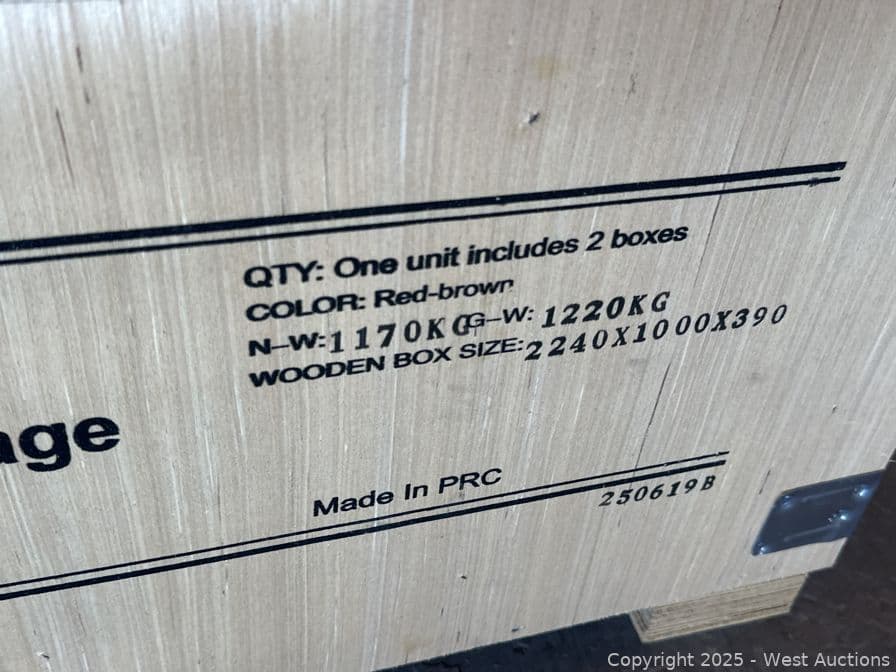 QTY: One unit includes 2 boxes
COLOR: Red-brown
N-W:1170KG G-W: 1220KG
WOODEN BOX SIZE:2240X1000X390
age
Made In PRC
250619B
Copyright 2025 - West Auctions